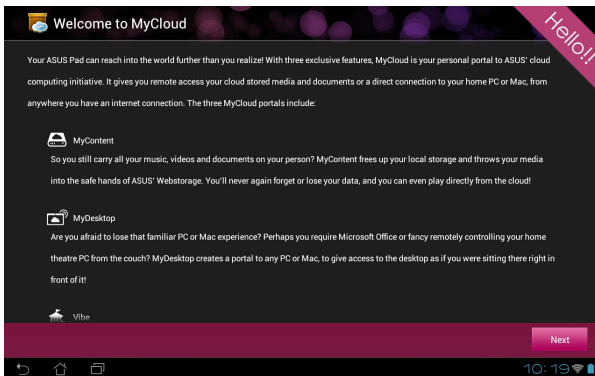 Welcome to MyCloud
Hello!!
Your ASUS Pad can reach into the world further than you realize! With three exclusive features, MyCloud is your personal portal to ASUS' cloud
computing initiative. It gives you remote access your cloud stored media and documents or a direct connection to your home PC or Mac, from
anywhere you have an internet connection. The three MyCloud portals include:
MyContent
So you still carry all your music, videos and documents on your person? MyContent frees up your local storage and throws your media
into the safe hands of ASUS' Webstorage. You'll never again forget or lose your data, and you can even play directly from the cloud!
MyDesktop
Are you afraid to lose that familiar PC or Mac experience? Perhaps you require Microsoft Office or fancy remotely controlling your home
theatre PC from the couch? MyDesktop creates a portal to any PC or Mac, to give access to the desktop as if you were sitting there right in
front of it!
Vibe
Next
10:19